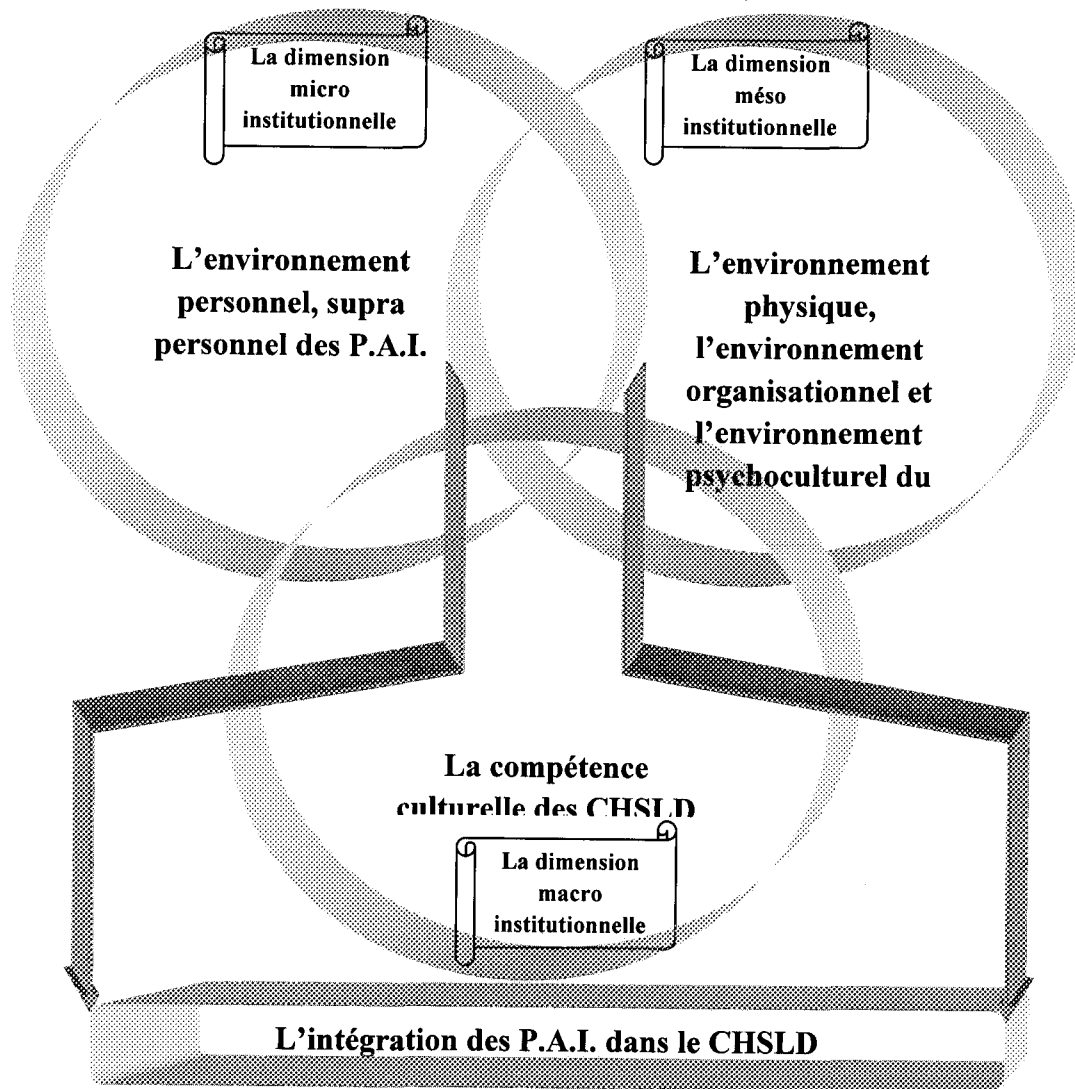 La dimension
micro
institutionnelle
La dimension
méso
institutionnelle
L'environnement
personnel, supra
personnel des P.A.I.
L'environnement
physique,
l'environnement
organisationnel et
l'environnement
psychoculturel du
La compétence
culturelle des CHSLD
La dimension
macro
institutionnelle
L'intégration des P.A.I. dans le CHSLD